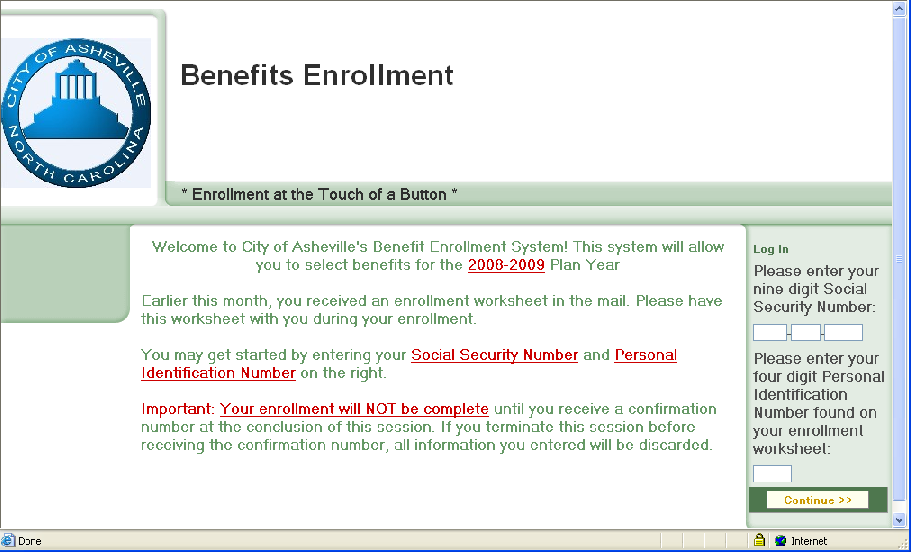 CITY OF ASHEVILLE
NORTH CAROLINA
Benefits Enrollment
* Enrollment at the Touch of a Button *
Welcome to City of Asheville's Benefit Enrollment System! This system will allow
you to select benefits for the 2008-2009 Plan Year
Earlier this month, you received an enrollment worksheet in the mail. Please have
this worksheet with you during your enrollment.
You may get started by entering your Social Security Number and Personal
Identification Number on the right.
Important: Your enrollment will NOT be complete until you receive a confirmation
number at the conclusion of this session. If you terminate this session before
receiving the confirmation number, all information you entered will be discarded.
Log In
Please enter your
nine digit Social
Security Number:
- -
Please enter your
four digit Personal
Identification
Number found on
your enrollment
worksheet:
Continue >>
Done
Internet